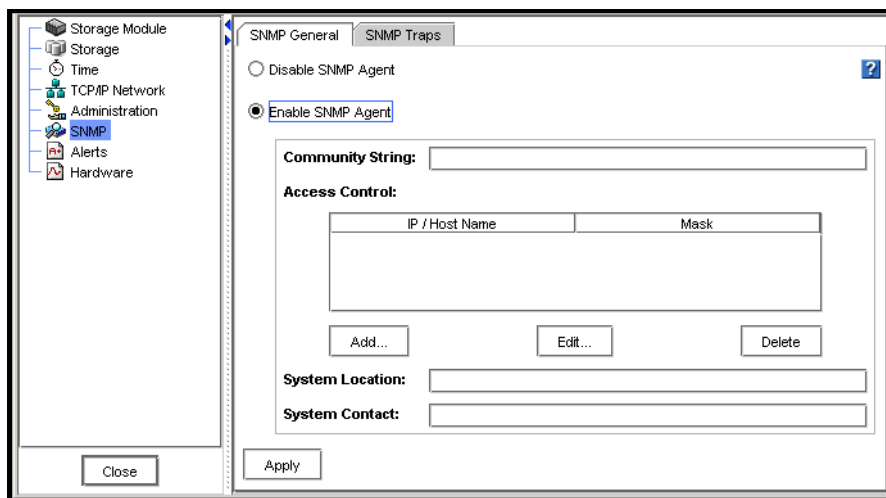 Storage Module
Storage
Time
TCP/IP Network
Administration
SNMP
Alerts
Hardware
Close
SNMP General
SNMP Traps
Disable SNMP Agent
?
Enable SNMP Agent
Community String:
Access Control:
IP / Host Name
Mask
Add...
Edit...
Delete
System Location:
System Contact:
Apply